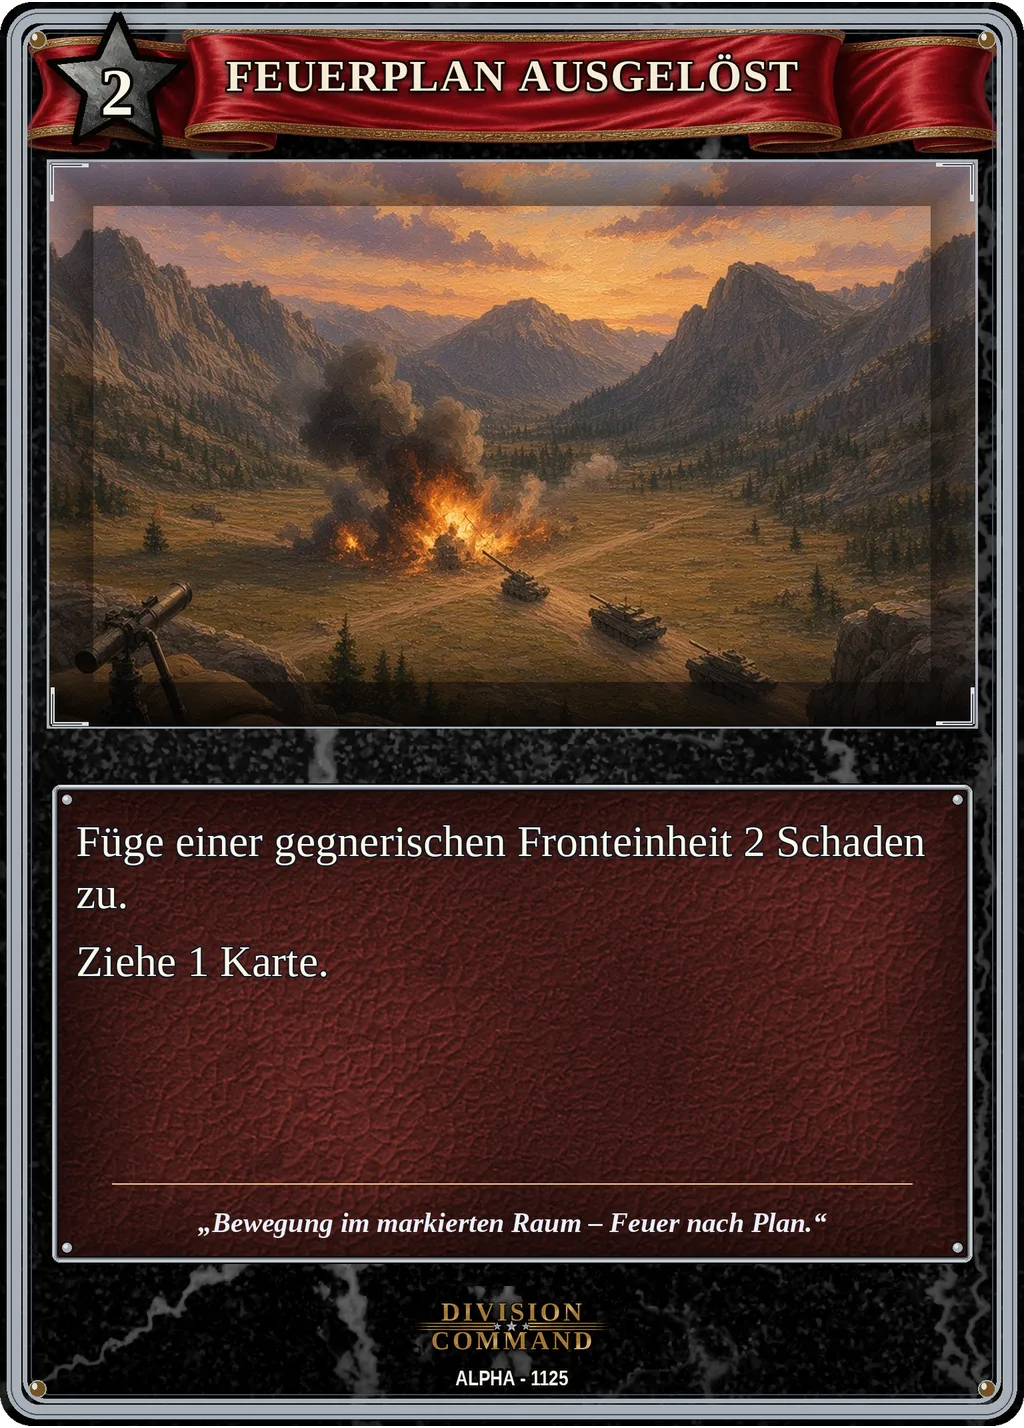 2
FEUERPLAN AUSGELÖST
Füge einer gegnerischen Fronteinheit 2 Schaden
zu.
Ziehe 1 Karte.
„Bewegung im markierten Raum – Feuer nach Plan.“
DIVISION
COMMAND
ALPHA - 1125